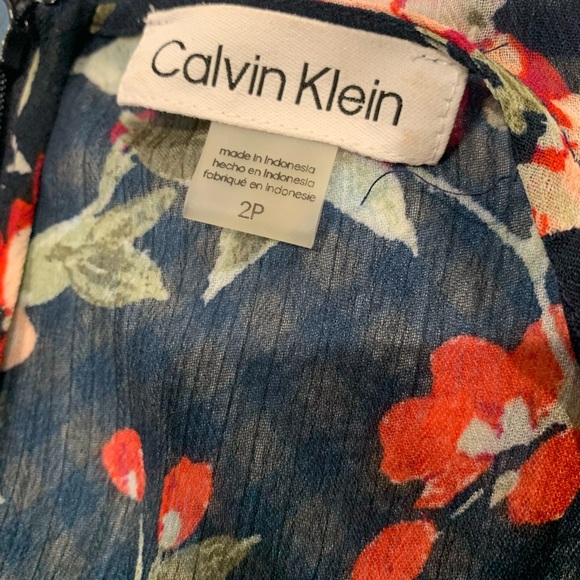 Calvin Klein
made in Indonesia
hecho en Indonesia
fabriqué en Indonesie
2P